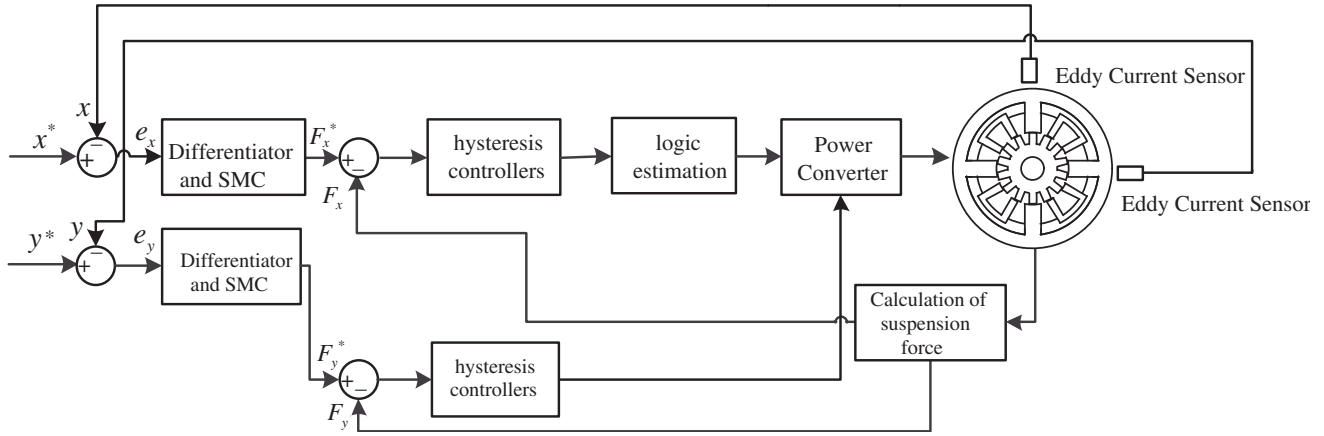 Eddy Current Sensor
x
x*
−
+
e_x
Differentiator
and SMC
F_x*
+
−
F_x
hysteresis
controllers
logic
estimation
Power
Converter
Eddy Current Sensor
y
y*
−
+
e_y
Differentiator
and SMC
Calculation of
suspension
force
F_y*
+
−
F_y
hysteresis
controllers